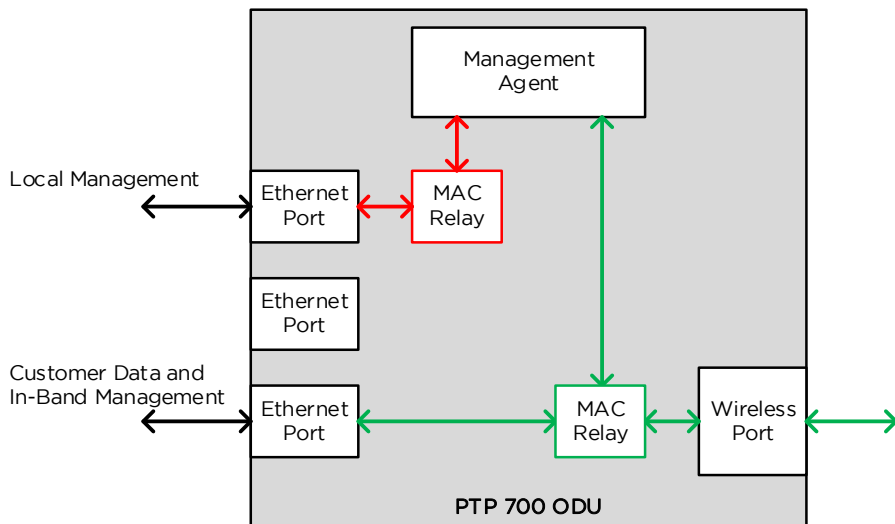 Management
Agent
Local Management
Ethernet
Port
MAC
Relay
Ethernet
Port
Customer Data and
In-Band Management
Ethernet
Port
MAC
Relay
Wireless
Port
PTP 700 ODU